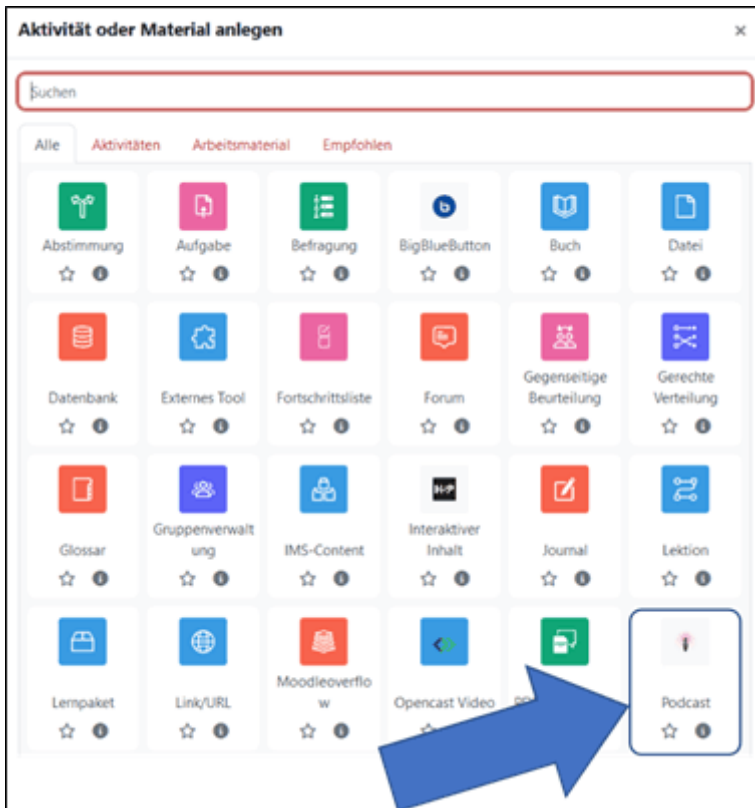 Aktivität oder Material anlegen
Suchen
Alle Aktivitäten Arbeitsmaterial Empfohlen
Abstimmung Aufgabe Befragung BigBlueButton Buch Datei
Datenbank Externes Tool Fortschrittsliste Forum Gegenseitige Beurteilung Gerechte Verteilung
Glossar Gruppenverwalt
ung IMS-Content Interaktiver Inhalt Journal Lektion
H-P
Lernpaket Link/URL Moodleoverflo
w Opencast Video Podcast